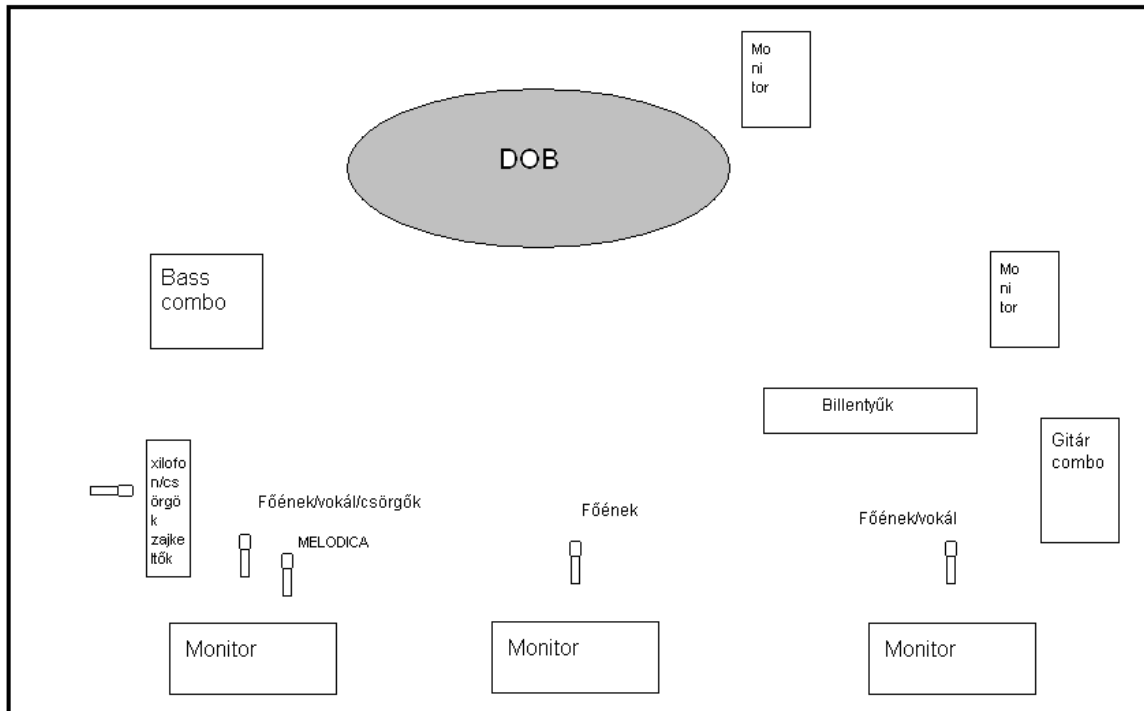 Mo
ni
tor
DOB
Bass
combo
Mo
ni
tor
Billentyűk
Gitár
combo
xilofo
n/cs
örgő
k
zajke
ltők
Főének/vokál/csörgők
MELODICA
Főének
Főének/vokál
Monitor
Monitor
Monitor